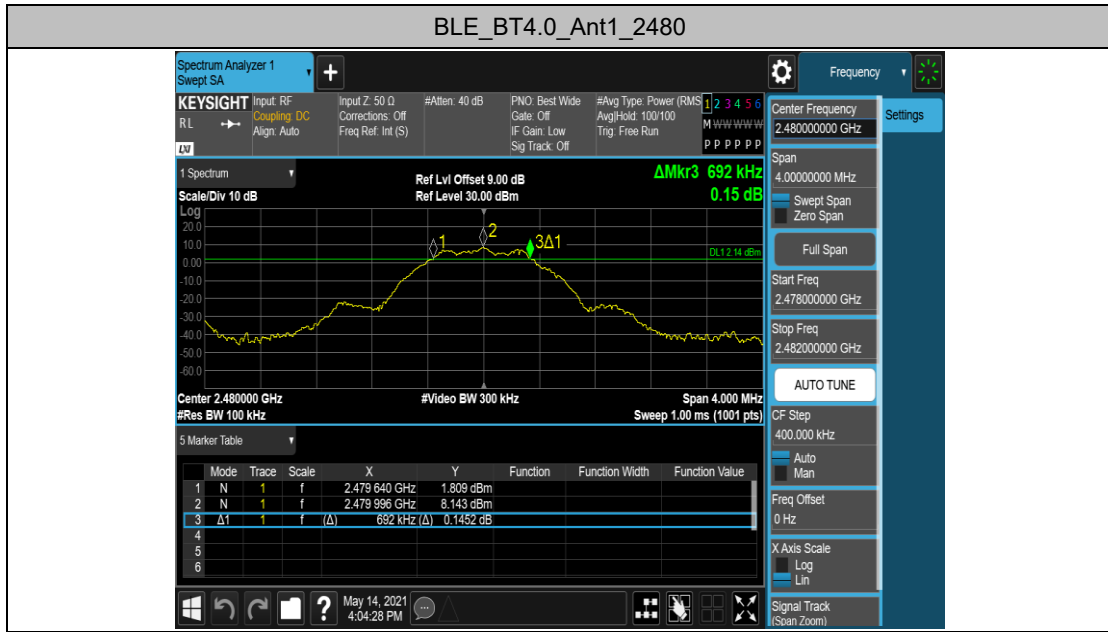 BLE_BT4.0_Ant1_2480
Spectrum Analyzer 1
Swept SA
+
Frequency
KEYSIGHT
RL
LXI
Input: RF
Coupling: DC
Align: Auto
Input Z: 50 Ω
Corrections: Off
Freq Ref: Int (S)
#Atten: 40 dB
PNO: Best Wide
Gate: Off
IF Gain: Low
Sig Track: Off
#Avg Type: Power (RMS
Avg|Hold: 100/100
Trig: Free Run
1 2 3 4 5 6
M W W W W W
P P P P P P
Settings
Center Frequency
2.480000000 GHz
Span
4.00000000 MHz
Swept Span
Zero Span
Full Span
Start Freq
2.478000000 GHz
Stop Freq
2.482000000 GHz
AUTO TUNE
CF Step
400.000 kHz
Auto
Man
Freq Offset
0 Hz
X Axis Scale
Log
Lin
Signal Track
(Span Zoom)
1 Spectrum
Scale/Div 10 dB
Ref Lvl Offset 9.00 dB
Ref Level 30.00 dBm
ΔMkr3 692 kHz
0.15 dB
Log
20.0
10.0
0.00
-10.0
-20.0
-30.0
-40.0
-50.0
-60.0
1
2
3Δ1
DL1 2.14 dBm
Center 2.480000 GHz
#Video BW 300 kHz
Span 4.000 MHz
#Res BW 100 kHz
Sweep 1.00 ms (1001 pts)
5 Marker Table
Mode Trace Scale X Y Function Function Width Function Value
1 N 1 f 2.479 640 GHz 1.809 dBm
2 N 1 f 2.479 996 GHz 8.143 dBm
3 Δ1 1 f (Δ) 692 kHz (Δ) 0.1452 dB
4
5
6
?
May 14, 2021
4:04:28 PM